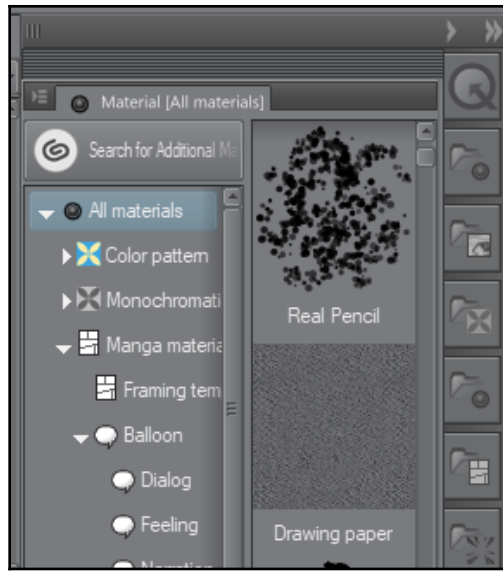 Material [All materials]
Search for Additional Ma
All materials
Color pattern
Monochromati
Manga materia
Framing tem
Balloon
Dialog
Feeling
Narration
Real Pencil
Drawing paper